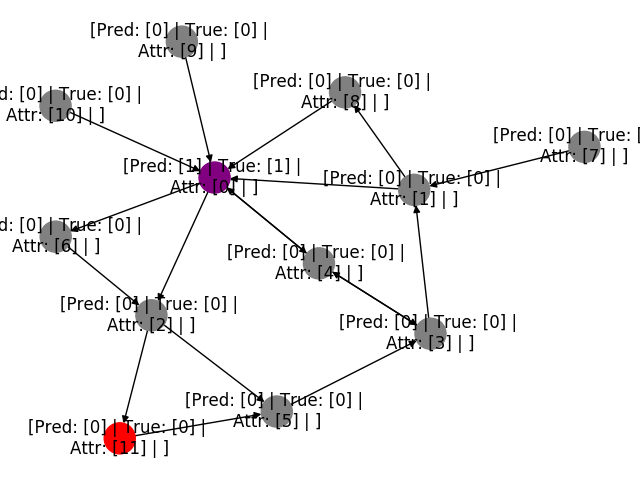 [Pred: [0] | True: [0] |
Attr: [9] | ]
[Pred: [0] | True: [0] |
Attr: [8] | ]
d: [0] | True: [0] |
Attr: [10] | ]
[Pred: [0] | True: [0] |
Attr: [7] | ]
[Pred: [1] | True: [1] |
Attr: [0] | ]
[Pred: [0] | True: [0] |
Attr: [1] | ]
d: [0] | True: [0] |
Attr: [6] | ]
[Pred: [0] | True: [0] |
Attr: [4] | ]
[Pred: [0] | True: [0] |
Attr: [2] | ]
[Pred: [0] | True: [0] |
Attr: [3] | ]
[Pred: [0] | True: [0] |
Attr: [5] | ]
[Pred: [0] | True: [0] |
Attr: [11] | ]